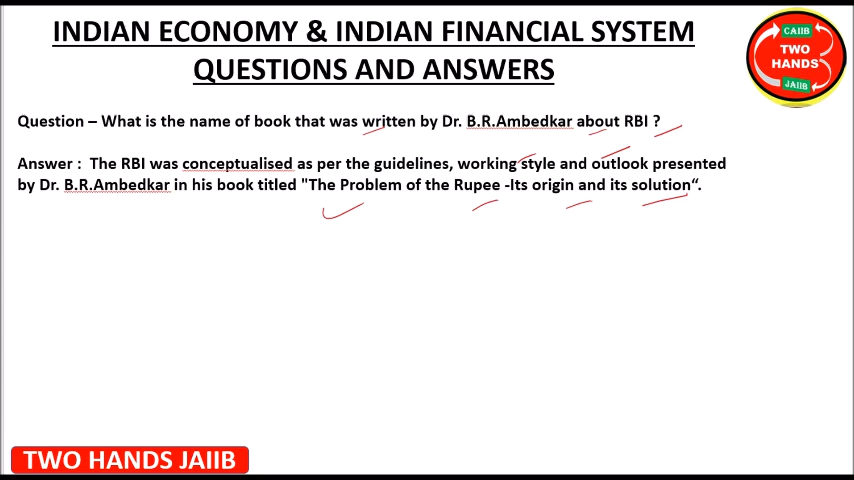 INDIAN ECONOMY & INDIAN FINANCIAL SYSTEM
QUESTIONS AND ANSWERS
CAIIB
TWO
HANDS
JAIIB
Question – What is the name of book that was written by Dr. B.R.Ambedkar about RBI ?
Answer : The RBI was conceptualised as per the guidelines, working style and outlook presented
by Dr. B.R.Ambedkar in his book titled "The Problem of the Rupee -Its origin and its solution“.
TWO HANDS JAIIB